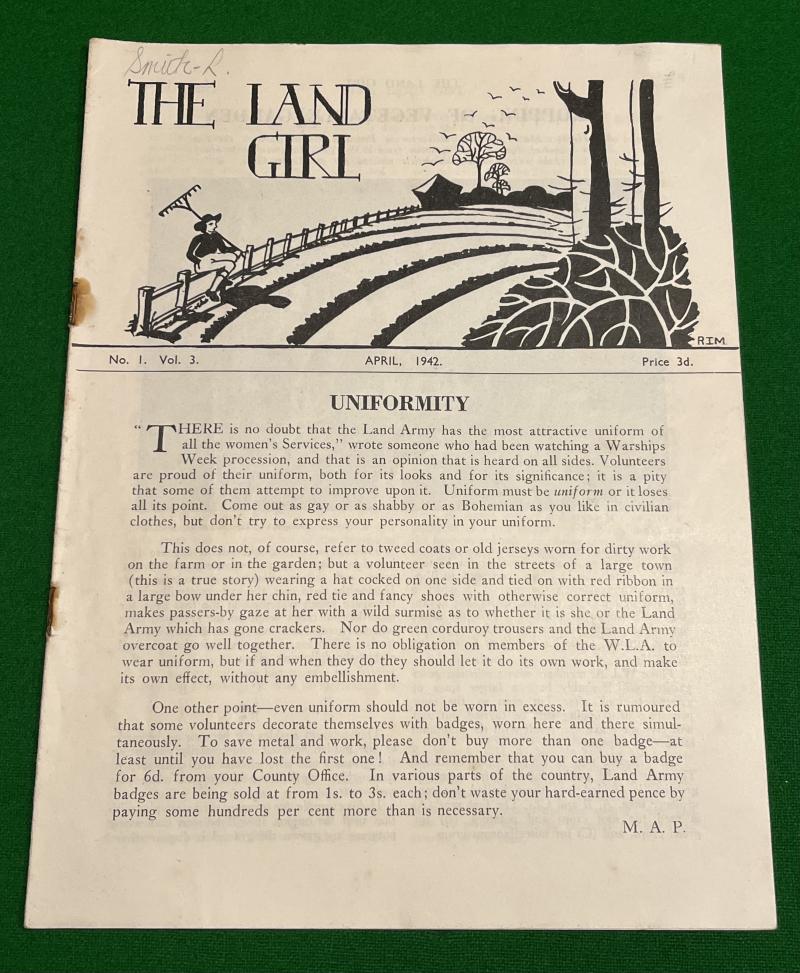 Smith-R.
THE LAND
GIRL
RIM
No. 1. Vol. 3.
APRIL, 1942.
Price 3d.
UNIFORMITY
"THERE is no doubt that the Land Army has the most attractive uniform of
all the women's Services," wrote someone who had been watching a Warships
Week procession, and that is an opinion that is heard on all sides. Volunteers
are proud of their uniform, both for its looks and for its significance; it is a pity
that some of them attempt to improve upon it. Uniform must be uniform or it loses
all its point. Come out as gay or as shabby or as Bohemian as you like in civilian
clothes, but don't try to express your personality in your uniform.
This does not, of course, refer to tweed coats or old jerseys worn for dirty work
on the farm or in the garden; but a volunteer seen in the streets of a large town
(this is a true story) wearing a hat cocked on one side and tied on with red ribbon in
a large bow under her chin, red tie and fancy shoes with otherwise correct uniform,
makes passers-by gaze at her with a wild surmise as to whether it is she or the Land
Army which has gone crackers. Nor do green corduroy trousers and the Land Army
overcoat go well together. There is no obligation on members of the W.L.A. to
wear uniform, but if and when they do they should let it do its own work, and make
its own effect, without any embellishment.
One other point—even uniform should not be worn in excess. It is rumoured
that some volunteers decorate themselves with badges, worn here and there simul-
taneously. To save metal and work, please don't buy more than one badge—at
least until you have lost the first one! And remember that you can buy a badge
for 6d. from your County Office. In various parts of the country, Land Army
badges are being sold at from 1s. to 3s. each; don't waste your hard-earned pence by
paying some hundreds per cent more than is necessary.
M. A. P.